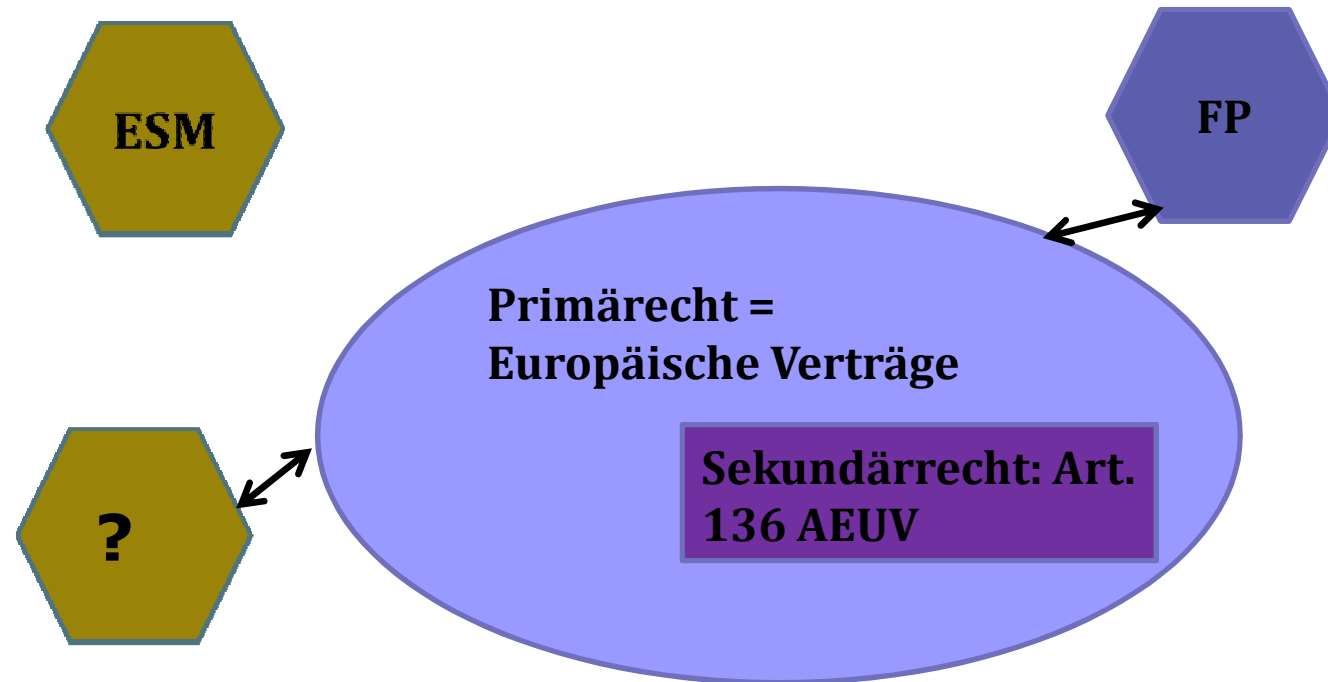 ESM
FP
Primärecht =
Europäische Verträge
Sekundärrecht: Art.
136 AEUV
?